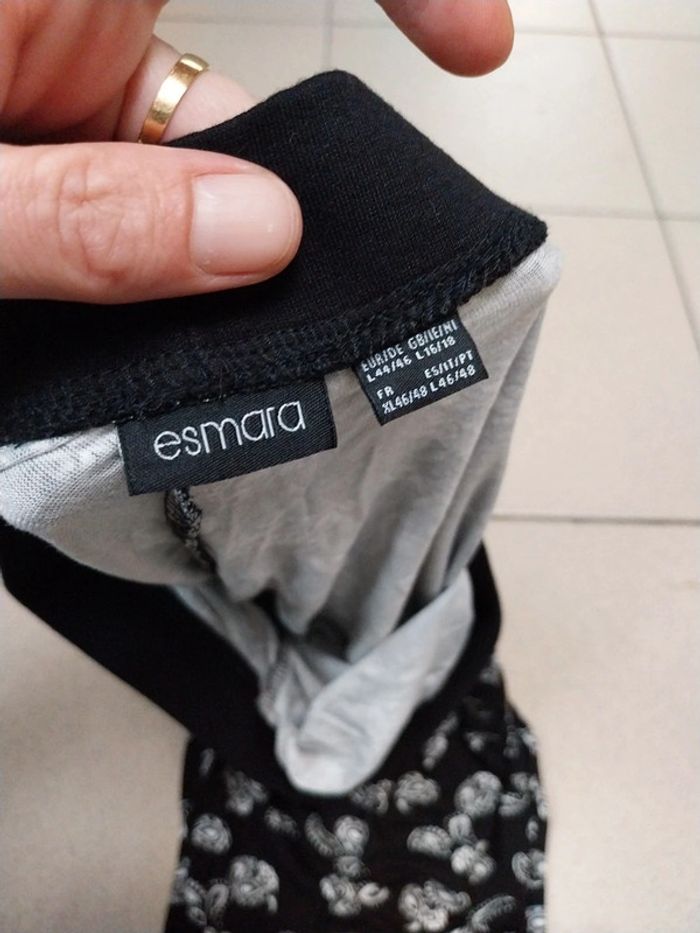 esmara
EUR/DE GB/IE/NI
L44/46 L16/18
FR ES/IT/PT
XL46/48 L46/48